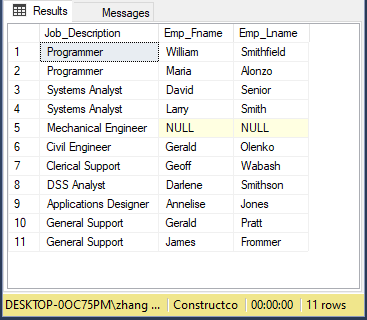 Results Messages
Job_Description Emp_Fname Emp_Lname
1 Programmer William Smithfield
2 Programmer Maria Alonzo
3 Systems Analyst David Senior
4 Systems Analyst Larry Smith
5 Mechanical Engineer NULL NULL
6 Civil Engineer Gerald Olenko
7 Clerical Support Geoff Wabash
8 DSS Analyst Darlene Smithson
9 Applications Designer Annelise Jones
10 General Support Gerald Pratt
11 General Support James Frommer
DESKTOP-0OC75PM\zhang ... Constructco 00:00:00 11 rows